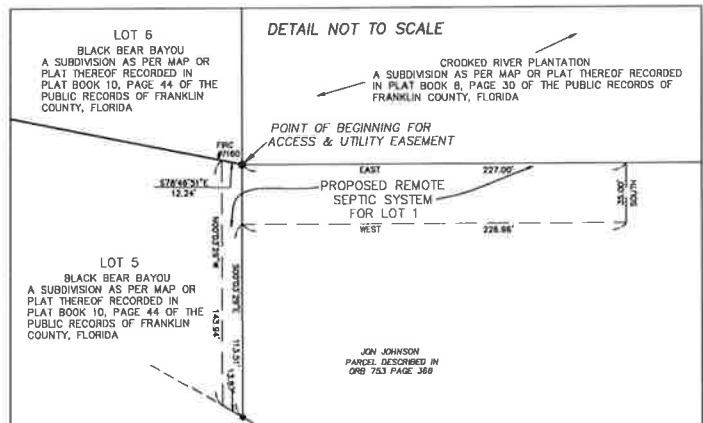 DETAIL NOT TO SCALE
LOT 6
BLACK BEAR BAYOU
A SUBDIVISION AS PER MAP OR
PLAT THEREOF RECORDED IN
PLAT BOOK 10, PAGE 44 OF THE
PUBLIC RECORDS OF FRANKLIN
COUNTY, FLORIDA
CROOKED RIVER PLANTATION
A SUBDIVISION AS PER MAP OR PLAT THEREOF RECORDED
IN PLAT BOOK 8, PAGE 30 OF THE PUBLIC RECORDS OF
FRANKLIN COUNTY, FLORIDA
POINT OF BEGINNING FOR
ACCESS & UTILITY EASEMENT
FIRC
#7160
EAST 227.00'
S78°46'51"E
12.24'
PROPOSED REMOTE
SEPTIC SYSTEM
FOR LOT 1
SOUTH
WEST 226.96'
N00°03'29"W 143.94'
S00°03'29"E 113.51'
LOT 5
BLACK BEAR BAYOU
A SUBDIVISION AS PER MAP OR
PLAT THEREOF RECORDED IN
PLAT BOOK 10, PAGE 44 OF THE
PUBLIC RECORDS OF FRANKLIN
COUNTY, FLORIDA
JON JOHNSON
PARCEL DESCRIBED IN
ORB 753 PAGE 368